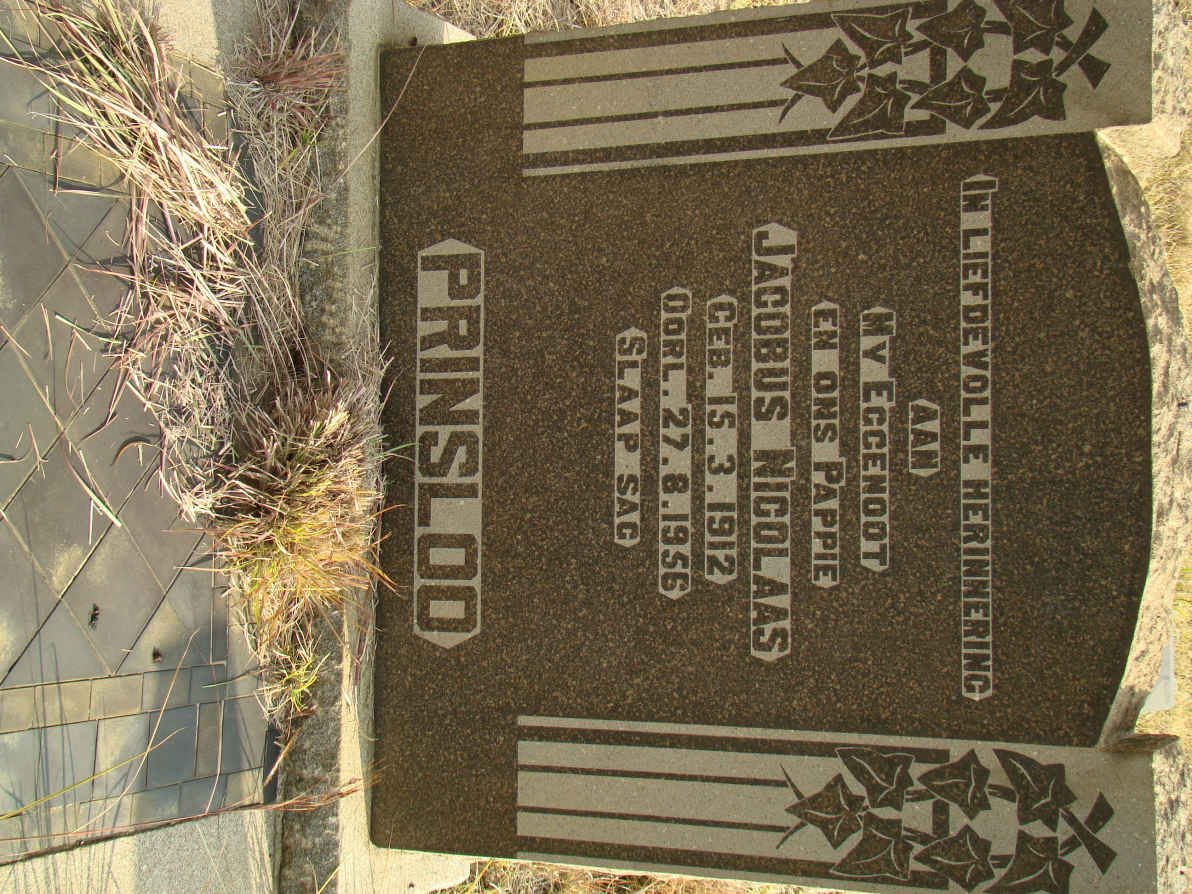 IN LIEFDEVOLLE HERINNERING
AAN
MY EGGENOOT
EN ONS PAPPIE
JACOBUS NICOLAAS
GEB. 15.3.1912
OORL. 27.8.1956
SLAAP SAG
PRINSLOO